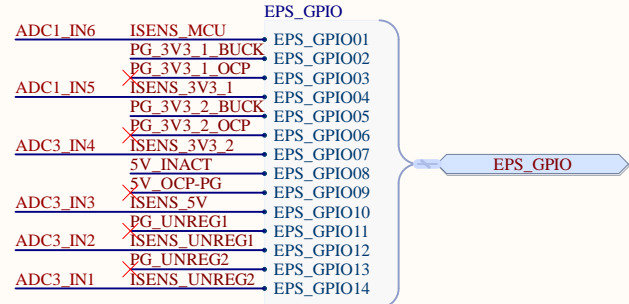 EPS_GPIO
ADC1_IN6 ISENS_MCU EPS_GPIO01
PG_3V3_1_BUCK EPS_GPIO02
PG_3V3_1_OCP EPS_GPIO03
ADC1_IN5 ISENS_3V3_1 EPS_GPIO04
PG_3V3_2_BUCK EPS_GPIO05
PG_3V3_2_OCP EPS_GPIO06
ADC3_IN4 ISENS_3V3_2 EPS_GPIO07
EPS_GPIO
5V_INACT EPS_GPIO08
5V_OCP-PG EPS_GPIO09
ADC3_IN3 ISENS_5V EPS_GPIO10
PG_UNREG1 EPS_GPIO11
ADC3_IN2 ISENS_UNREG1 EPS_GPIO12
PG_UNREG2 EPS_GPIO13
ADC3_IN1 ISENS_UNREG2 EPS_GPIO14